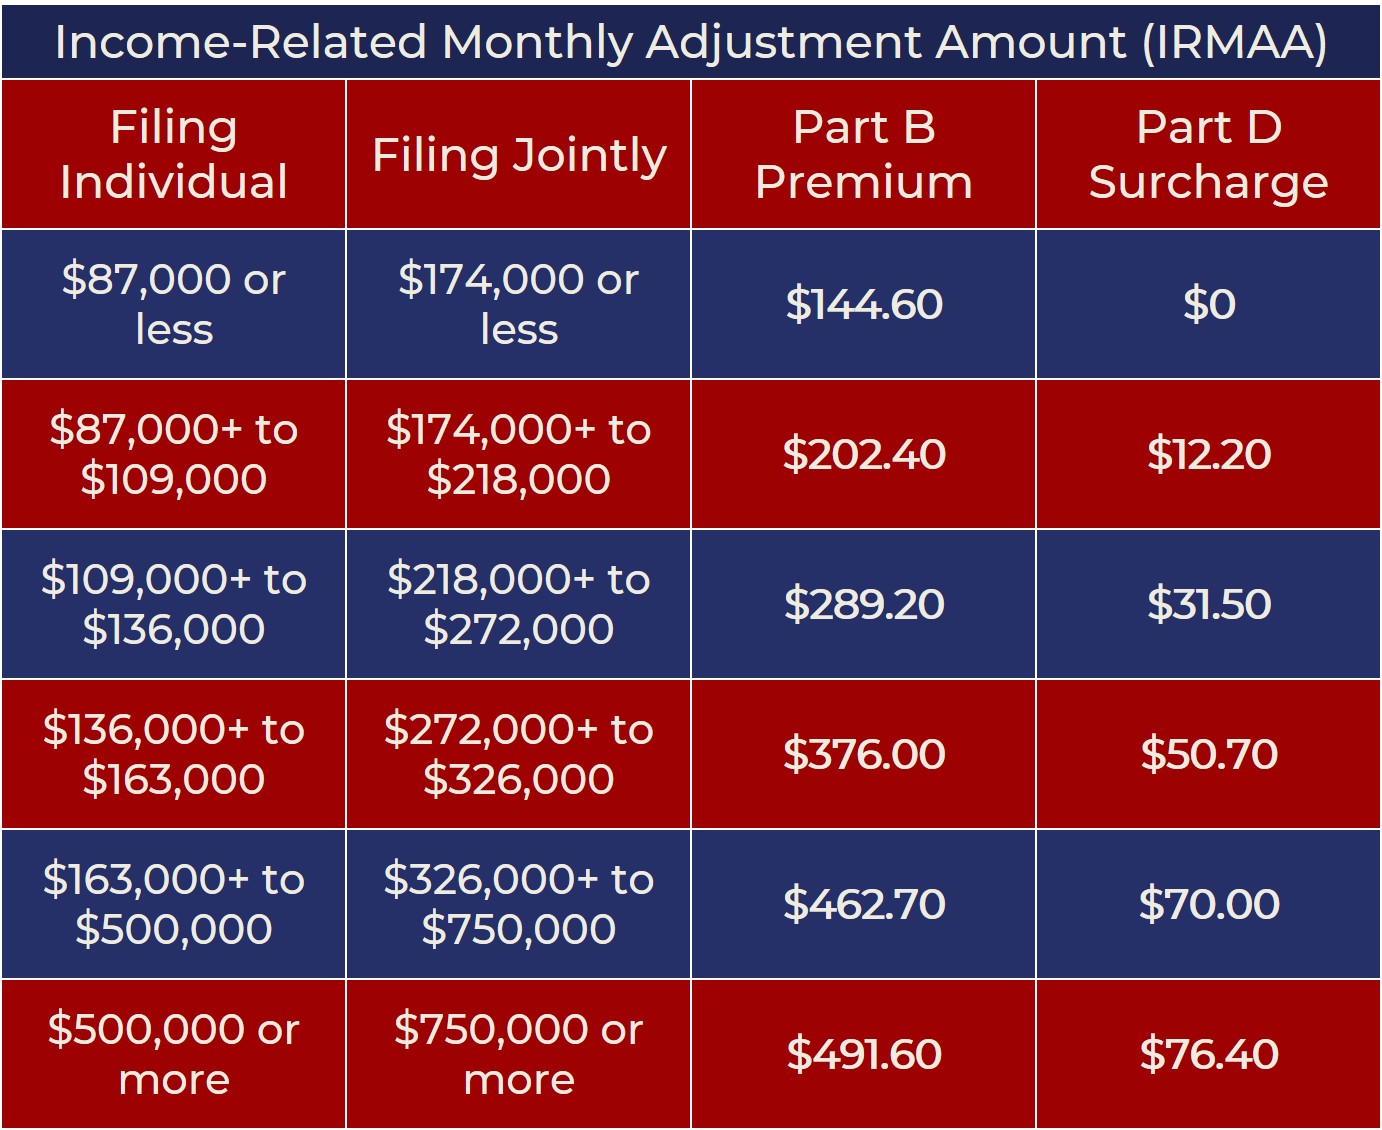 Income-Related Monthly Adjustment Amount (IRMAA)
Filing
Individual
Filing Jointly
Part B
Premium
Part D
Surcharge
$87,000 or
less
$174,000 or
less
$144.60
$0
$87,000+ to
$109,000
$174,000+ to
$218,000
$202.40
$12.20
$109,000+ to
$136,000
$218,000+ to
$272,000
$289.20
$31.50
$136,000+ to
$163,000
$272,000+ to
$326,000
$376.00
$50.70
$163,000+ to
$500,000
$326,000+ to
$750,000
$462.70
$70.00
$500,000 or
more
$750,000 or
more
$491.60
$76.40